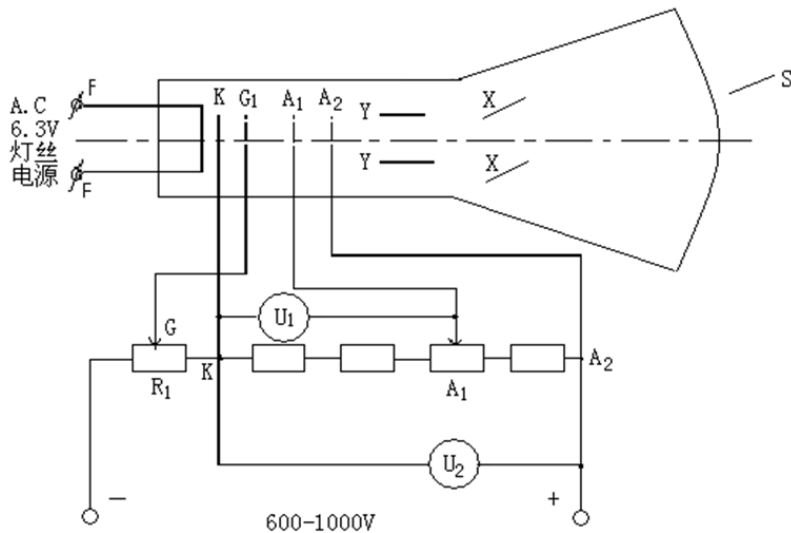 S
K G₁ A₁ A₂
Y
X
F
A.C
6.3V
灯丝
电源
F
Y
X
U₁
G
K
R₁
A₁
A₂
U₂
—
+
600-1000V